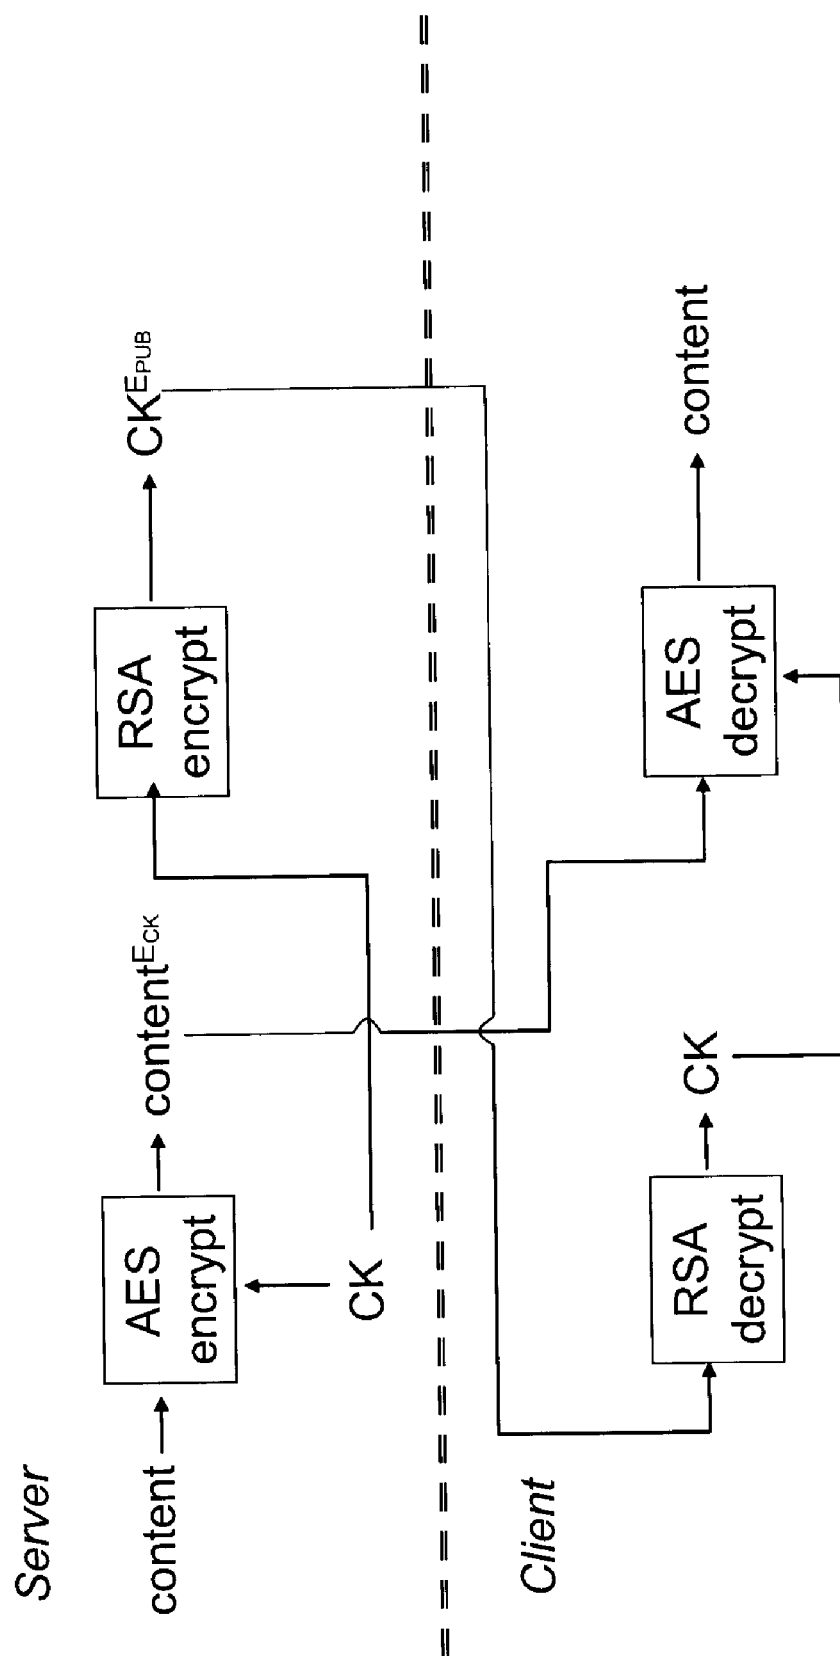 Server
content
AES
encrypt
content^E_CK
RSA
encrypt
CK^E_PUB
CK
Client
RSA
decrypt
CK
AES
decrypt
content